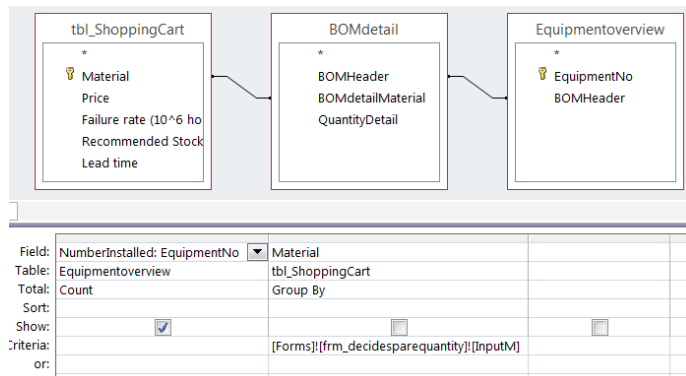 tbl_ShoppingCart
*
Material
Price
Failure rate (10^6 ho
Recommended Stock
Lead time
BOMdetail
*
BOMHeader
BOMdetailMaterial
QuantityDetail
Equipmentoverview
*
EquipmentNo
BOMHeader
Field: NumberInstalled: EquipmentNo Material
Table: Equipmentoverview tbl_ShoppingCart
Total: Count Group By
Sort:
Show:
Criteria: [Forms]![frm_decidesparequantity]![InputM]
or: